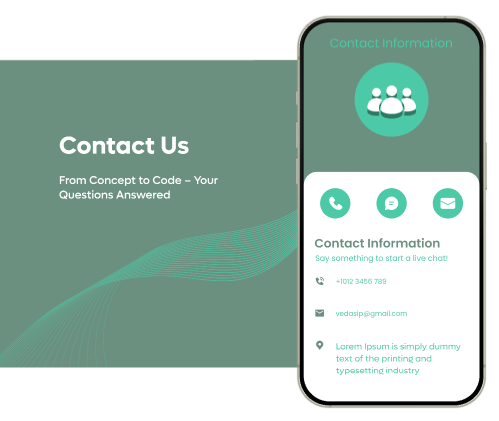 Contact Us
From Concept to Code – Your
Questions Answered
Contact Information
Contact Information
Say something to start a live chat!
+1012 3456 789
vedasip@gmail.com
Lorem Ipsum is simply dummy
text of the printing and
typesetting industry